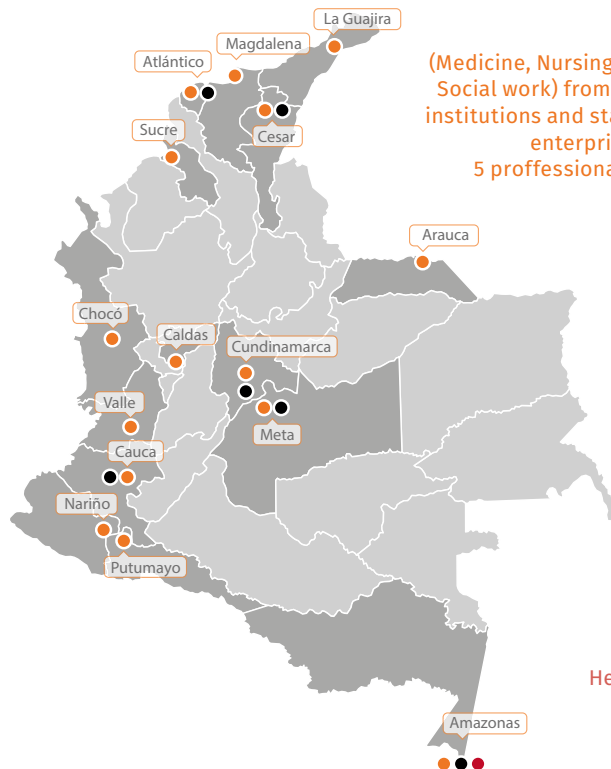 La Guajira
Magdalena
Atlántico
(Medicine, Nursing
Social work) from
institutions and sta
enterpri
5 proffessiona
Cesar
Sucre
Arauca
Chocó
Caldas
Cundinamarca
Valle
Meta
Cauca
Nariño
Putumayo
He
Amazonas